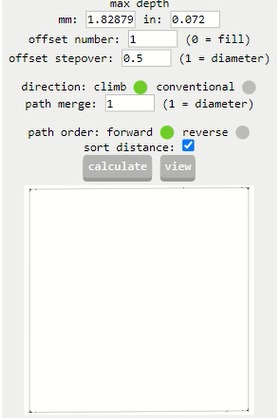 max depth
mm: 1.82879 in: 0.072
offset number: 1 (0 = fill)
offset stepover: 0.5 (1 = diameter)
direction: climb conventional
path merge: 1 (1 = diameter)
path order: forward reverse
sort distance:
calculate view